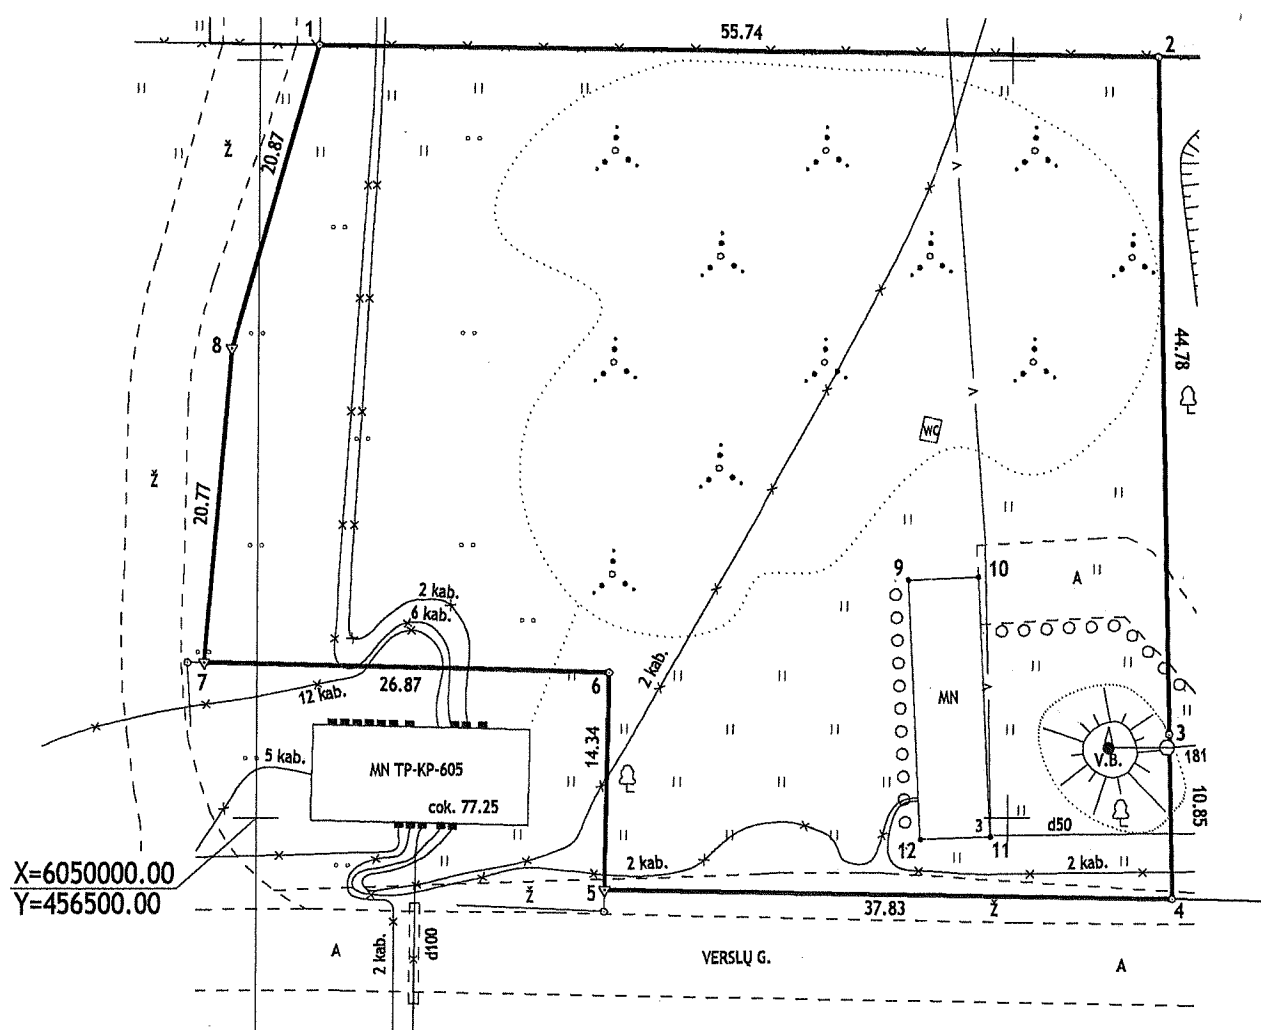 55.74
1
2
Ž
20.87
8
44.78
Ž
WC
20.77
9
10
A
2 kab.
6 kab.
2 kab.
7
12 kab.
26.87
6
MN
14.34
3
V.B.
181
5 kab.
MN TP-KP-605
cok. 77.25
10.85
3
d50
12
11
X=6050000.00
Y=456500.00
2 kab.
2 kab.
5
Ž
37.83
Ž
4
A
2 kab.
d100
VERSLŲ G.
A